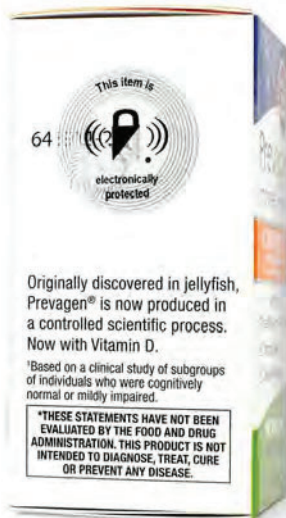 This item is
64
electronically
protected
Originally discovered in jellyfish,
Prevagen® is now produced in
a controlled scientific process.
Now with Vitamin D.
†Based on a clinical study of subgroups
of individuals who were cognitively
normal or mildly impaired.
*THESE STATEMENTS HAVE NOT BEEN
EVALUATED BY THE FOOD AND DRUG
ADMINISTRATION. THIS PRODUCT IS NOT
INTENDED TO DIAGNOSE, TREAT, CURE
OR PREVENT ANY DISEASE.